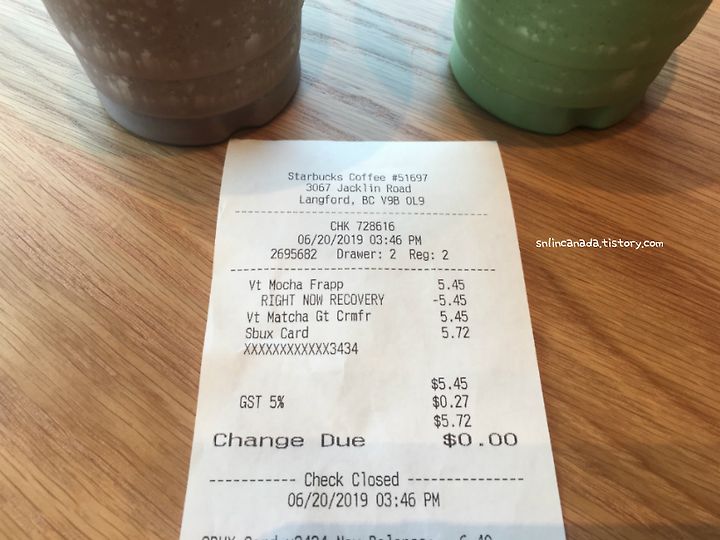 Starbucks Coffee #51697
3067 Jacklin Road
Langford, BC V9B 0L9
CHK 728616
06/20/2019 03:46 PM
2695682 Drawer: 2 Reg: 2
snlincanada.tistory.com
Vt Mocha Frapp 5.45
RIGHT NOW RECOVERY -5.45
Vt Matcha Gt Crmfr 5.45
Sbux Card 5.72
XXXXXXXXXXXX3434
$5.45
GST 5% $0.27
$5.72
Change Due $0.00
----------- Check Closed ---------------
06/20/2019 03:46 PM